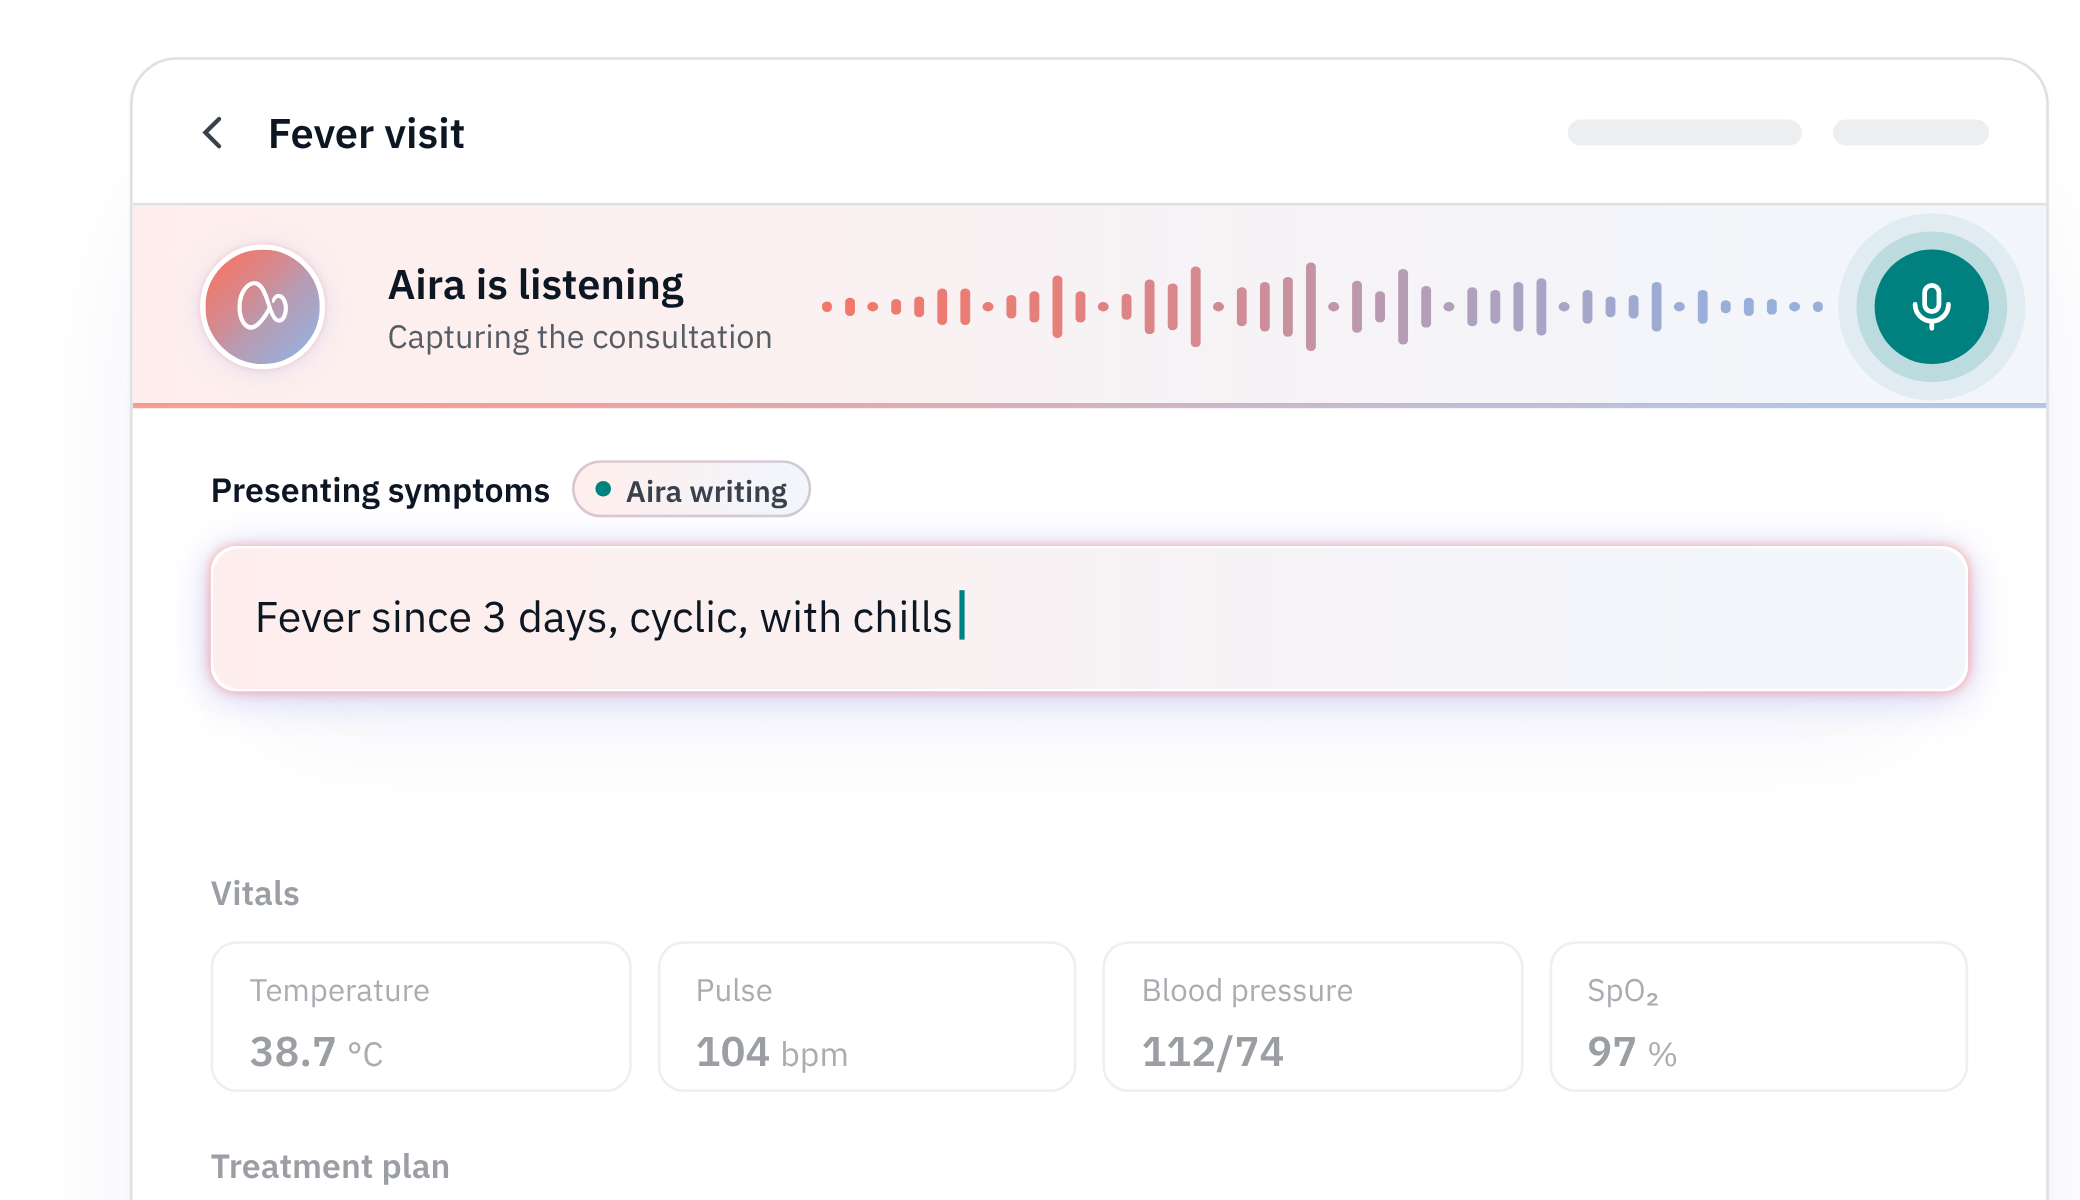 Fever visit
Aira is listening
Capturing the consultation
Presenting symptoms
Aira writing
Fever since 3 days, cyclic, with chills
Vitals
Temperature
38.7 °C
Pulse
104 bpm
Blood pressure
112/74
SpO₂
97 %
Treatment plan